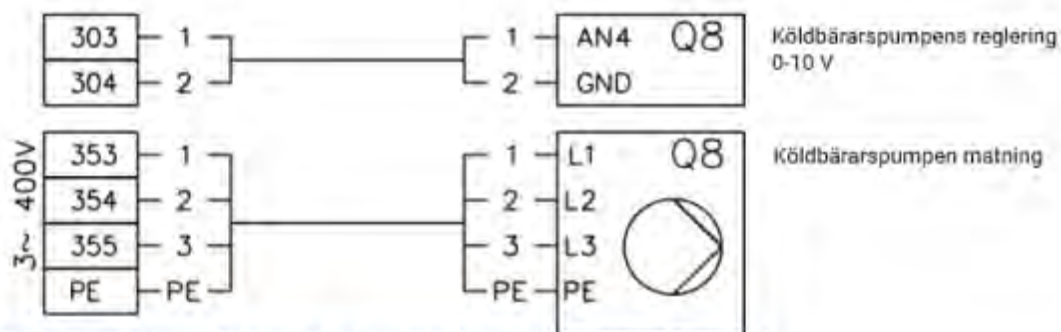 303 1 1 AN4 Q8 Köldbärarspumpens reglering
304 2 2 GND 0-10 V
3~ 400V
353 1 1 L1 Q8 Köldbärarspumpen matning
354 2 2 L2
355 3 3 L3
PE PE PE PE